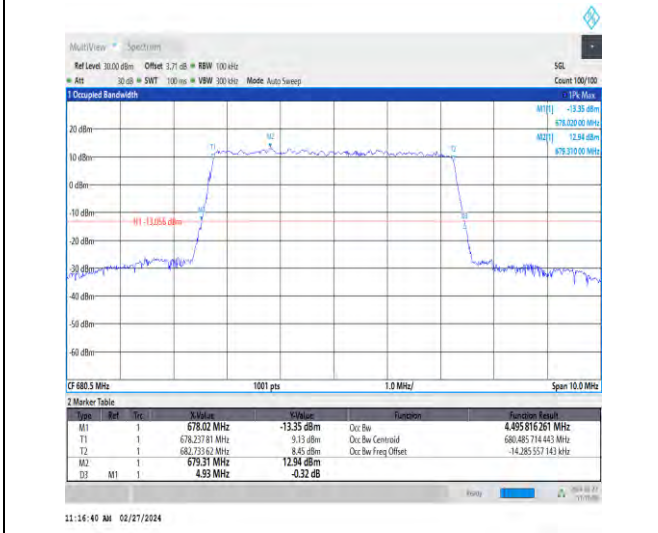 MultiView Spectrum
Ref Level 30.00 dBm Offset 3.71 dB RBW 100 kHz SGL
Att 30 dB SWT 100 ms VBW 300 kHz Mode Auto Sweep Count 100/100
1 Occupied Bandwidth 1Pk Max
M1[1] -13.35 dBm
678.020 00 MHz
M2[1] 12.94 dBm
679.310 00 MHz
20 dBm
10 dBm
0 dBm
-10 dBm
-20 dBm
-30 dBm
-40 dBm
-50 dBm
-60 dBm
T1
M2
T2
M1
D3
H1 -13.056 dBm
CF 680.5 MHz 1001 pts 1.0 MHz/ Span 10.0 MHz
2 Marker Table
Type Ref Trc X-Value Y-Value Function Function Result
M1 1 678.02 MHz -13.35 dBm Occ Bw 4.495 816 261 MHz
T1 1 678.237 81 MHz 9.13 dBm Occ Bw Centroid 680.485 714 443 MHz
T2 1 682.733 62 MHz 8.45 dBm Occ Bw Freq Offset -14.285 557 143 kHz
M2 1 679.31 MHz 12.94 dBm
D3 M1 1 4.93 MHz -0.32 dB
11:16:40 AM 02/27/2024